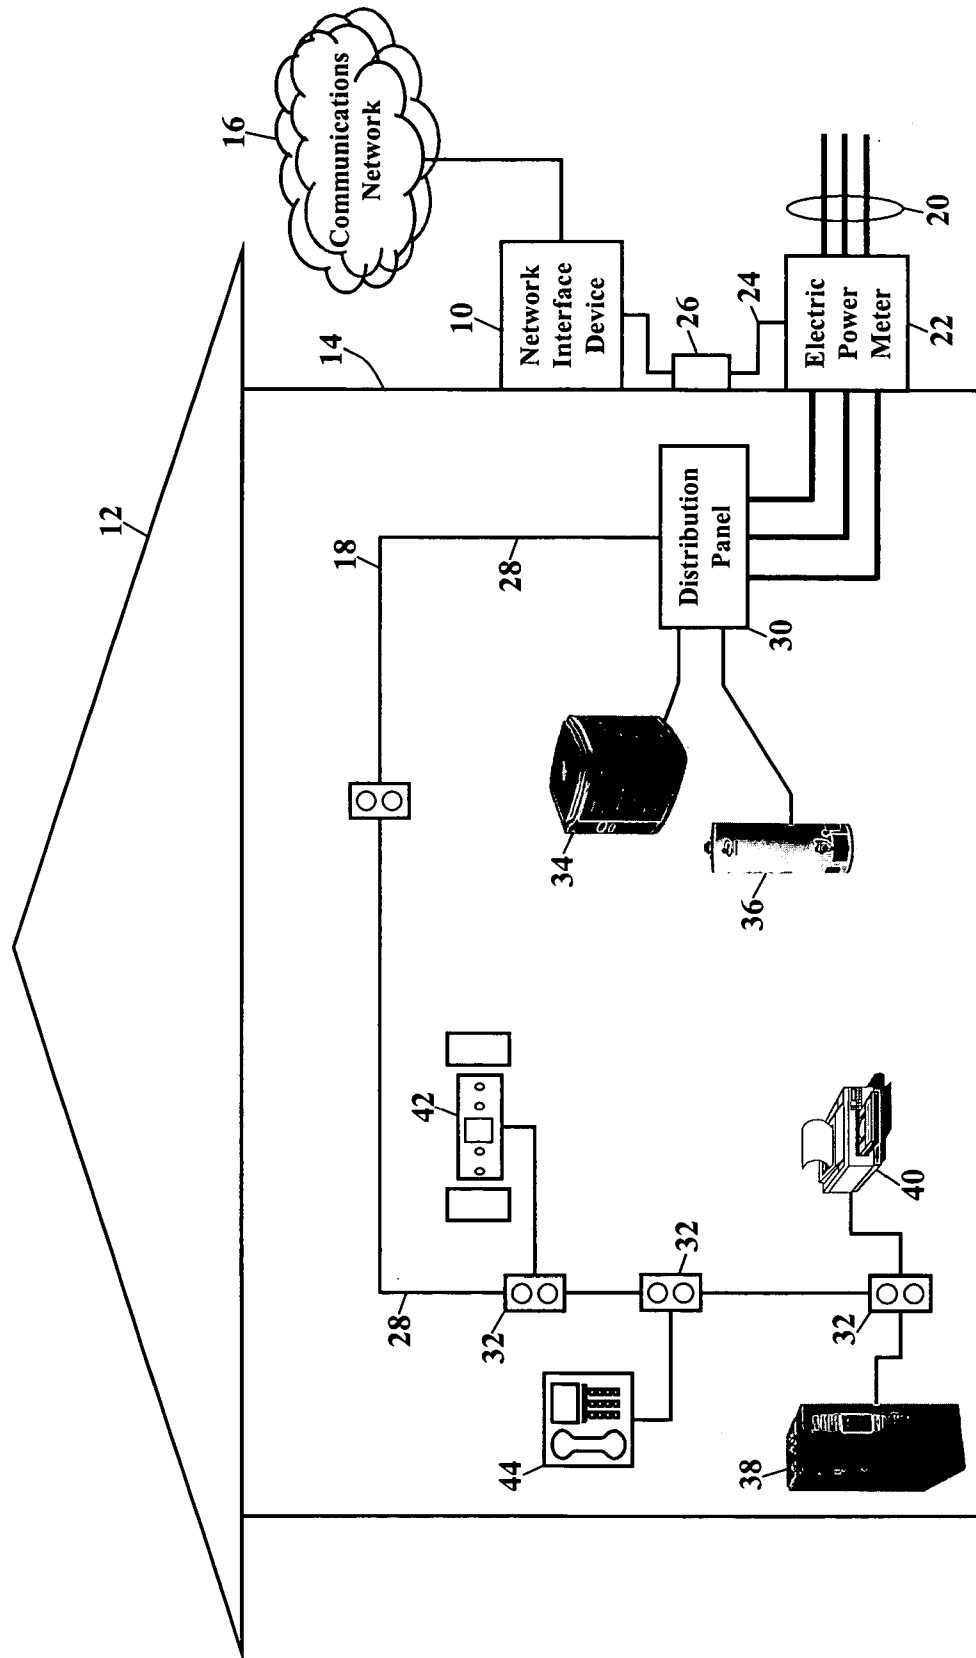 12
14
16
Communications
Network
18
28
10
Network
Interface
Device
26
24
Electric
Power
Meter
22
20
Distribution
Panel
30
34
36
42
28
32
32
32
44
40
38